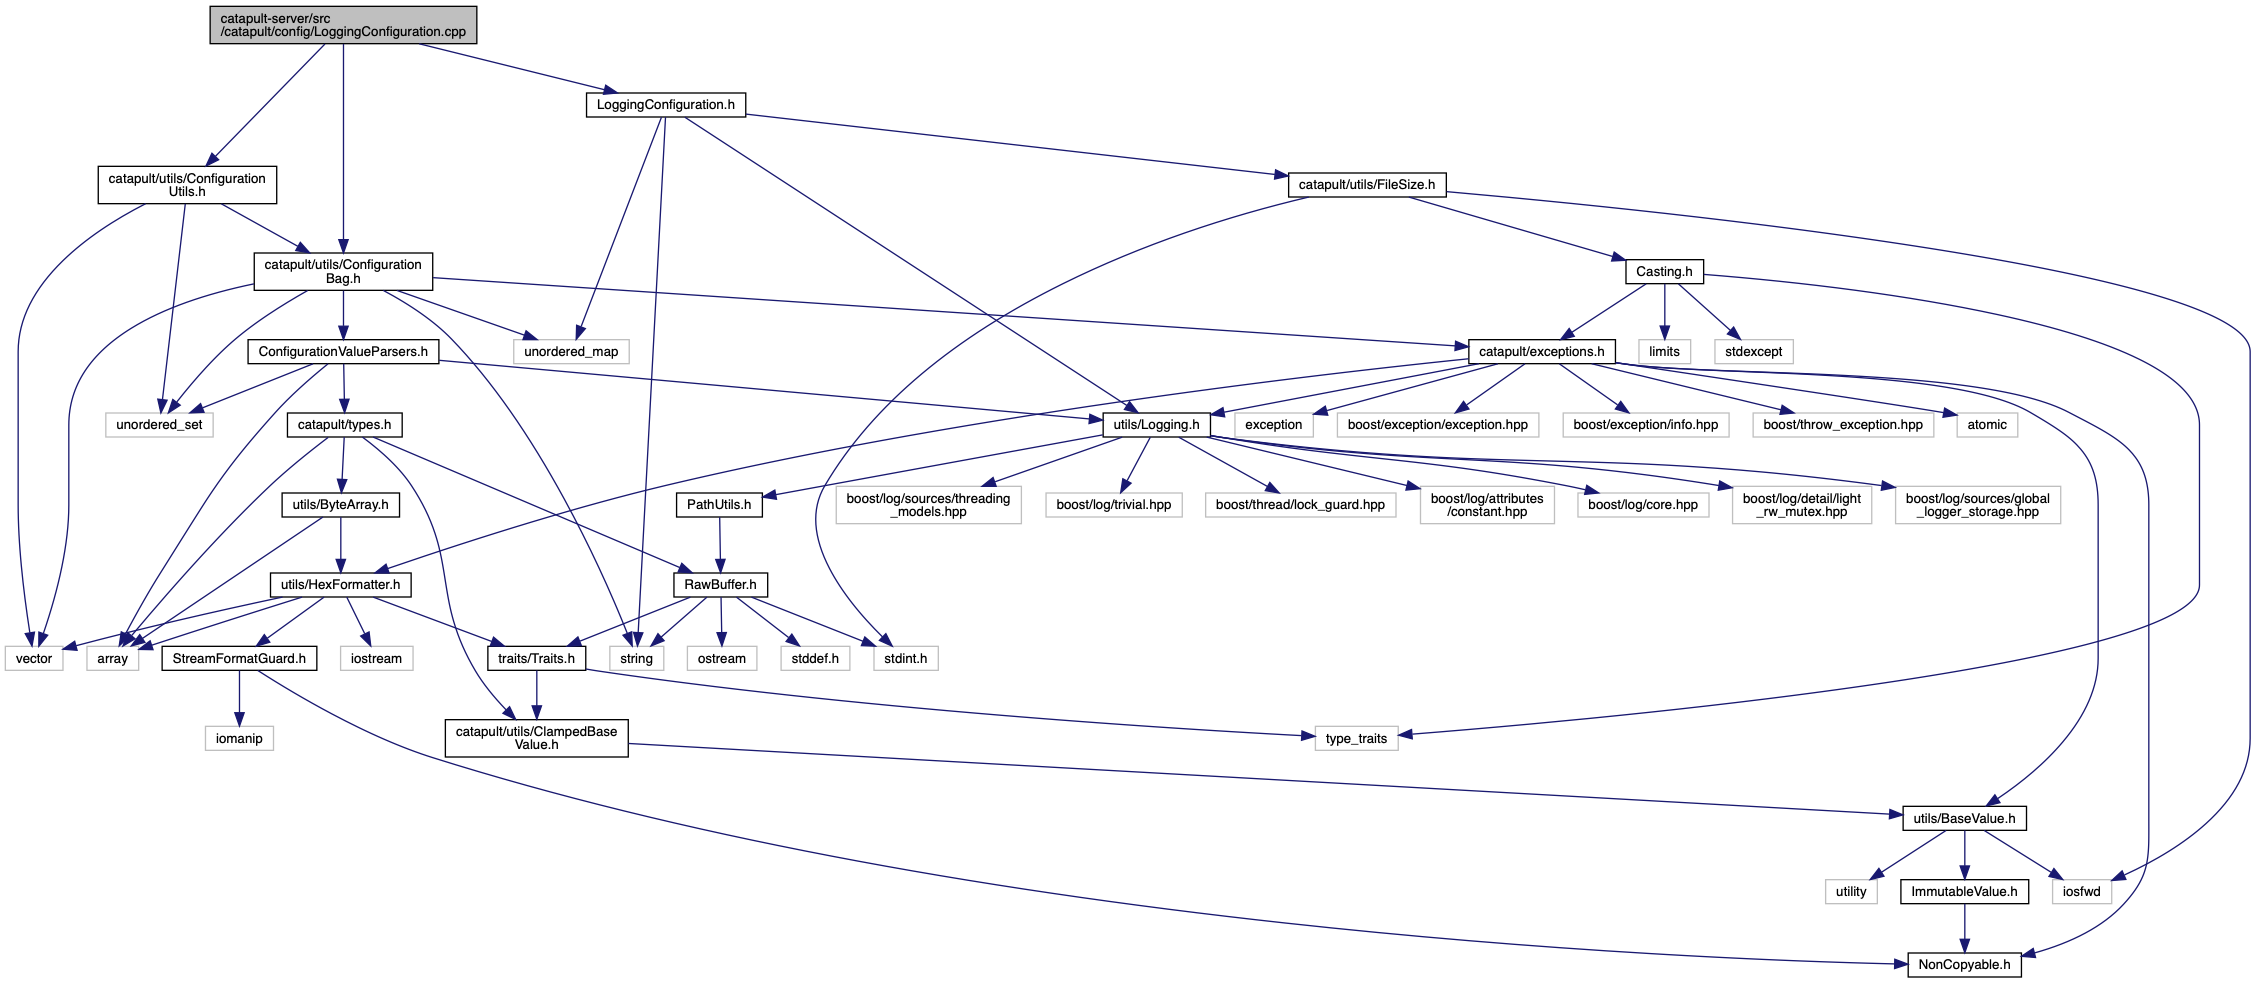 catapult-server/src
/catapult/config/LoggingConfiguration.cpp
LoggingConfiguration.h
catapult/utils/Configuration
Utils.h
catapult/utils/FileSize.h
catapult/utils/Configuration
Bag.h
Casting.h
ConfigurationValueParsers.h
unordered_map
catapult/exceptions.h
limits
stdexcept
unordered_set
catapult/types.h
utils/Logging.h
exception
boost/exception/exception.hpp
boost/exception/info.hpp
boost/throw_exception.hpp
atomic
utils/ByteArray.h
PathUtils.h
boost/log/sources/threading
_models.hpp
boost/log/trivial.hpp
boost/thread/lock_guard.hpp
boost/log/attributes
/constant.hpp
boost/log/core.hpp
boost/log/detail/light
_rw_mutex.hpp
boost/log/sources/global
_logger_storage.hpp
utils/HexFormatter.h
RawBuffer.h
vector
array
StreamFormatGuard.h
iostream
traits/Traits.h
string
ostream
stddef.h
stdint.h
iomanip
catapult/utils/ClampedBase
Value.h
type_traits
utils/BaseValue.h
utility
ImmutableValue.h
iosfwd
NonCopyable.h